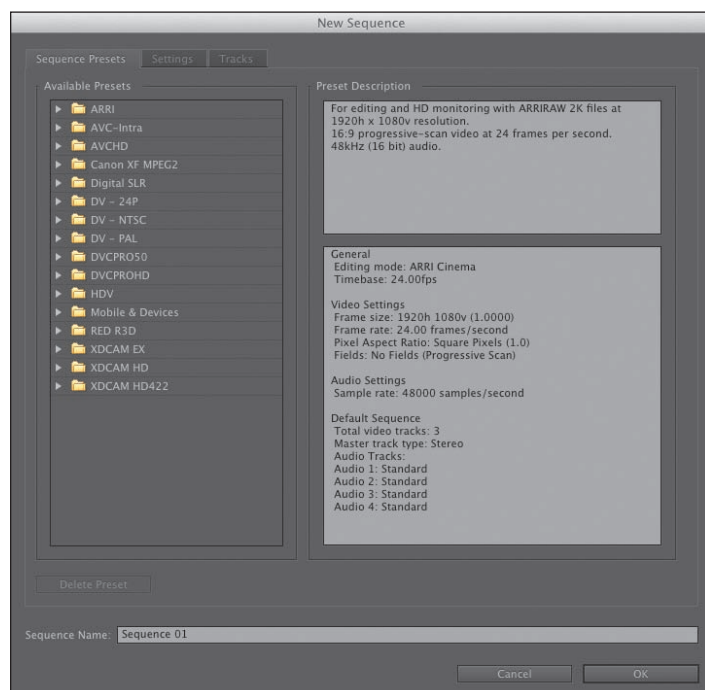 New Sequence
Sequence Presets
Settings
Tracks
Available Presets
ARRI
AVC-Intra
AVCHD
Canon XF MPEG2
Digital SLR
DV - 24P
DV - NTSC
DV - PAL
DVCPRO50
DVCPROHD
HDV
Mobile & Devices
RED R3D
XDCAM EX
XDCAM HD
XDCAM HD422
Preset Description
For editing and HD monitoring with ARRIRAW 2K files at
1920h x 1080v resolution.
16:9 progressive-scan video at 24 frames per second.
48kHz (16 bit) audio.
General
Editing mode: ARRI Cinema
Timebase: 24.00fps
Video Settings
Frame size: 1920h 1080v (1.0000)
Frame rate: 24.00 frames/second
Pixel Aspect Ratio: Square Pixels (1.0)
Fields: No Fields (Progressive Scan)
Audio Settings
Sample rate: 48000 samples/second
Default Sequence
Total video tracks: 3
Master track type: Stereo
Audio Tracks:
Audio 1: Standard
Audio 2: Standard
Audio 3: Standard
Audio 4: Standard
Delete Preset
Sequence Name: Sequence 01
Cancel
OK